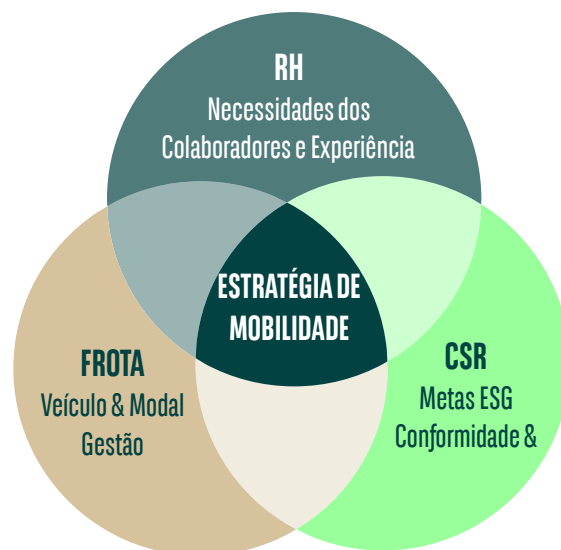 RH
Necessidades dos
Colaboradores e Experiência
ESTRATÉGIA DE
MOBILIDADE
FROTA
Veículo & Modal
Gestão
CSR
Metas ESG
Conformidade &